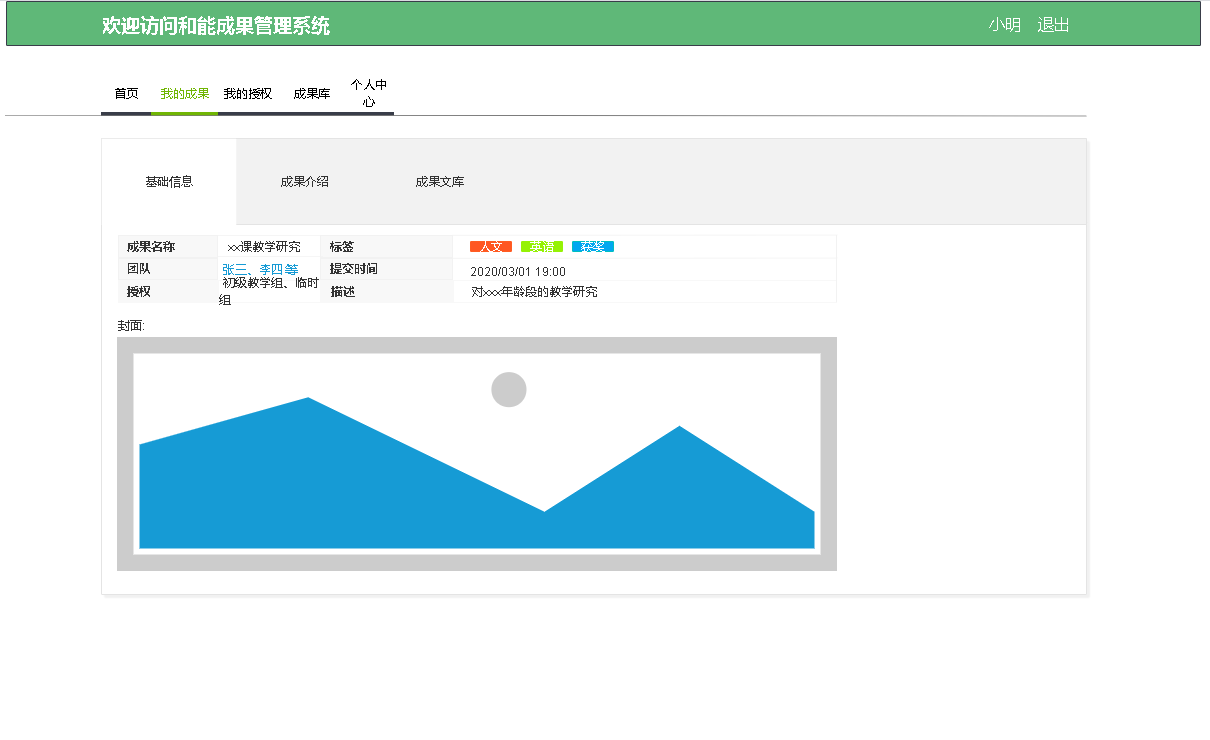 欢迎访问和能成果管理系统
小明 退出
首页 我的成果 我的授权 成果库 个人中
心
基础信息 成果介绍 成果文库
成果名称 xx课教学研究 标签 人文 英语 获奖
团队 张三、李四 等 提交时间 2020/03/01 19:00
授权 初级教学组、临时
组 描述 对xxx年龄段的教学研究
封面: